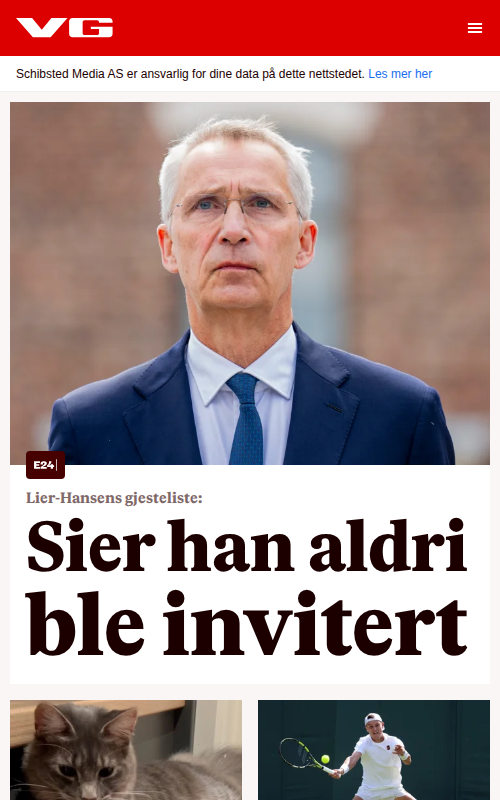 VG
Schibsted Media AS er ansvarlig for dine data på dette nettstedet. Les mer her
E24
Lier-Hansens gjesteliste:
Sier han aldri
ble invitert